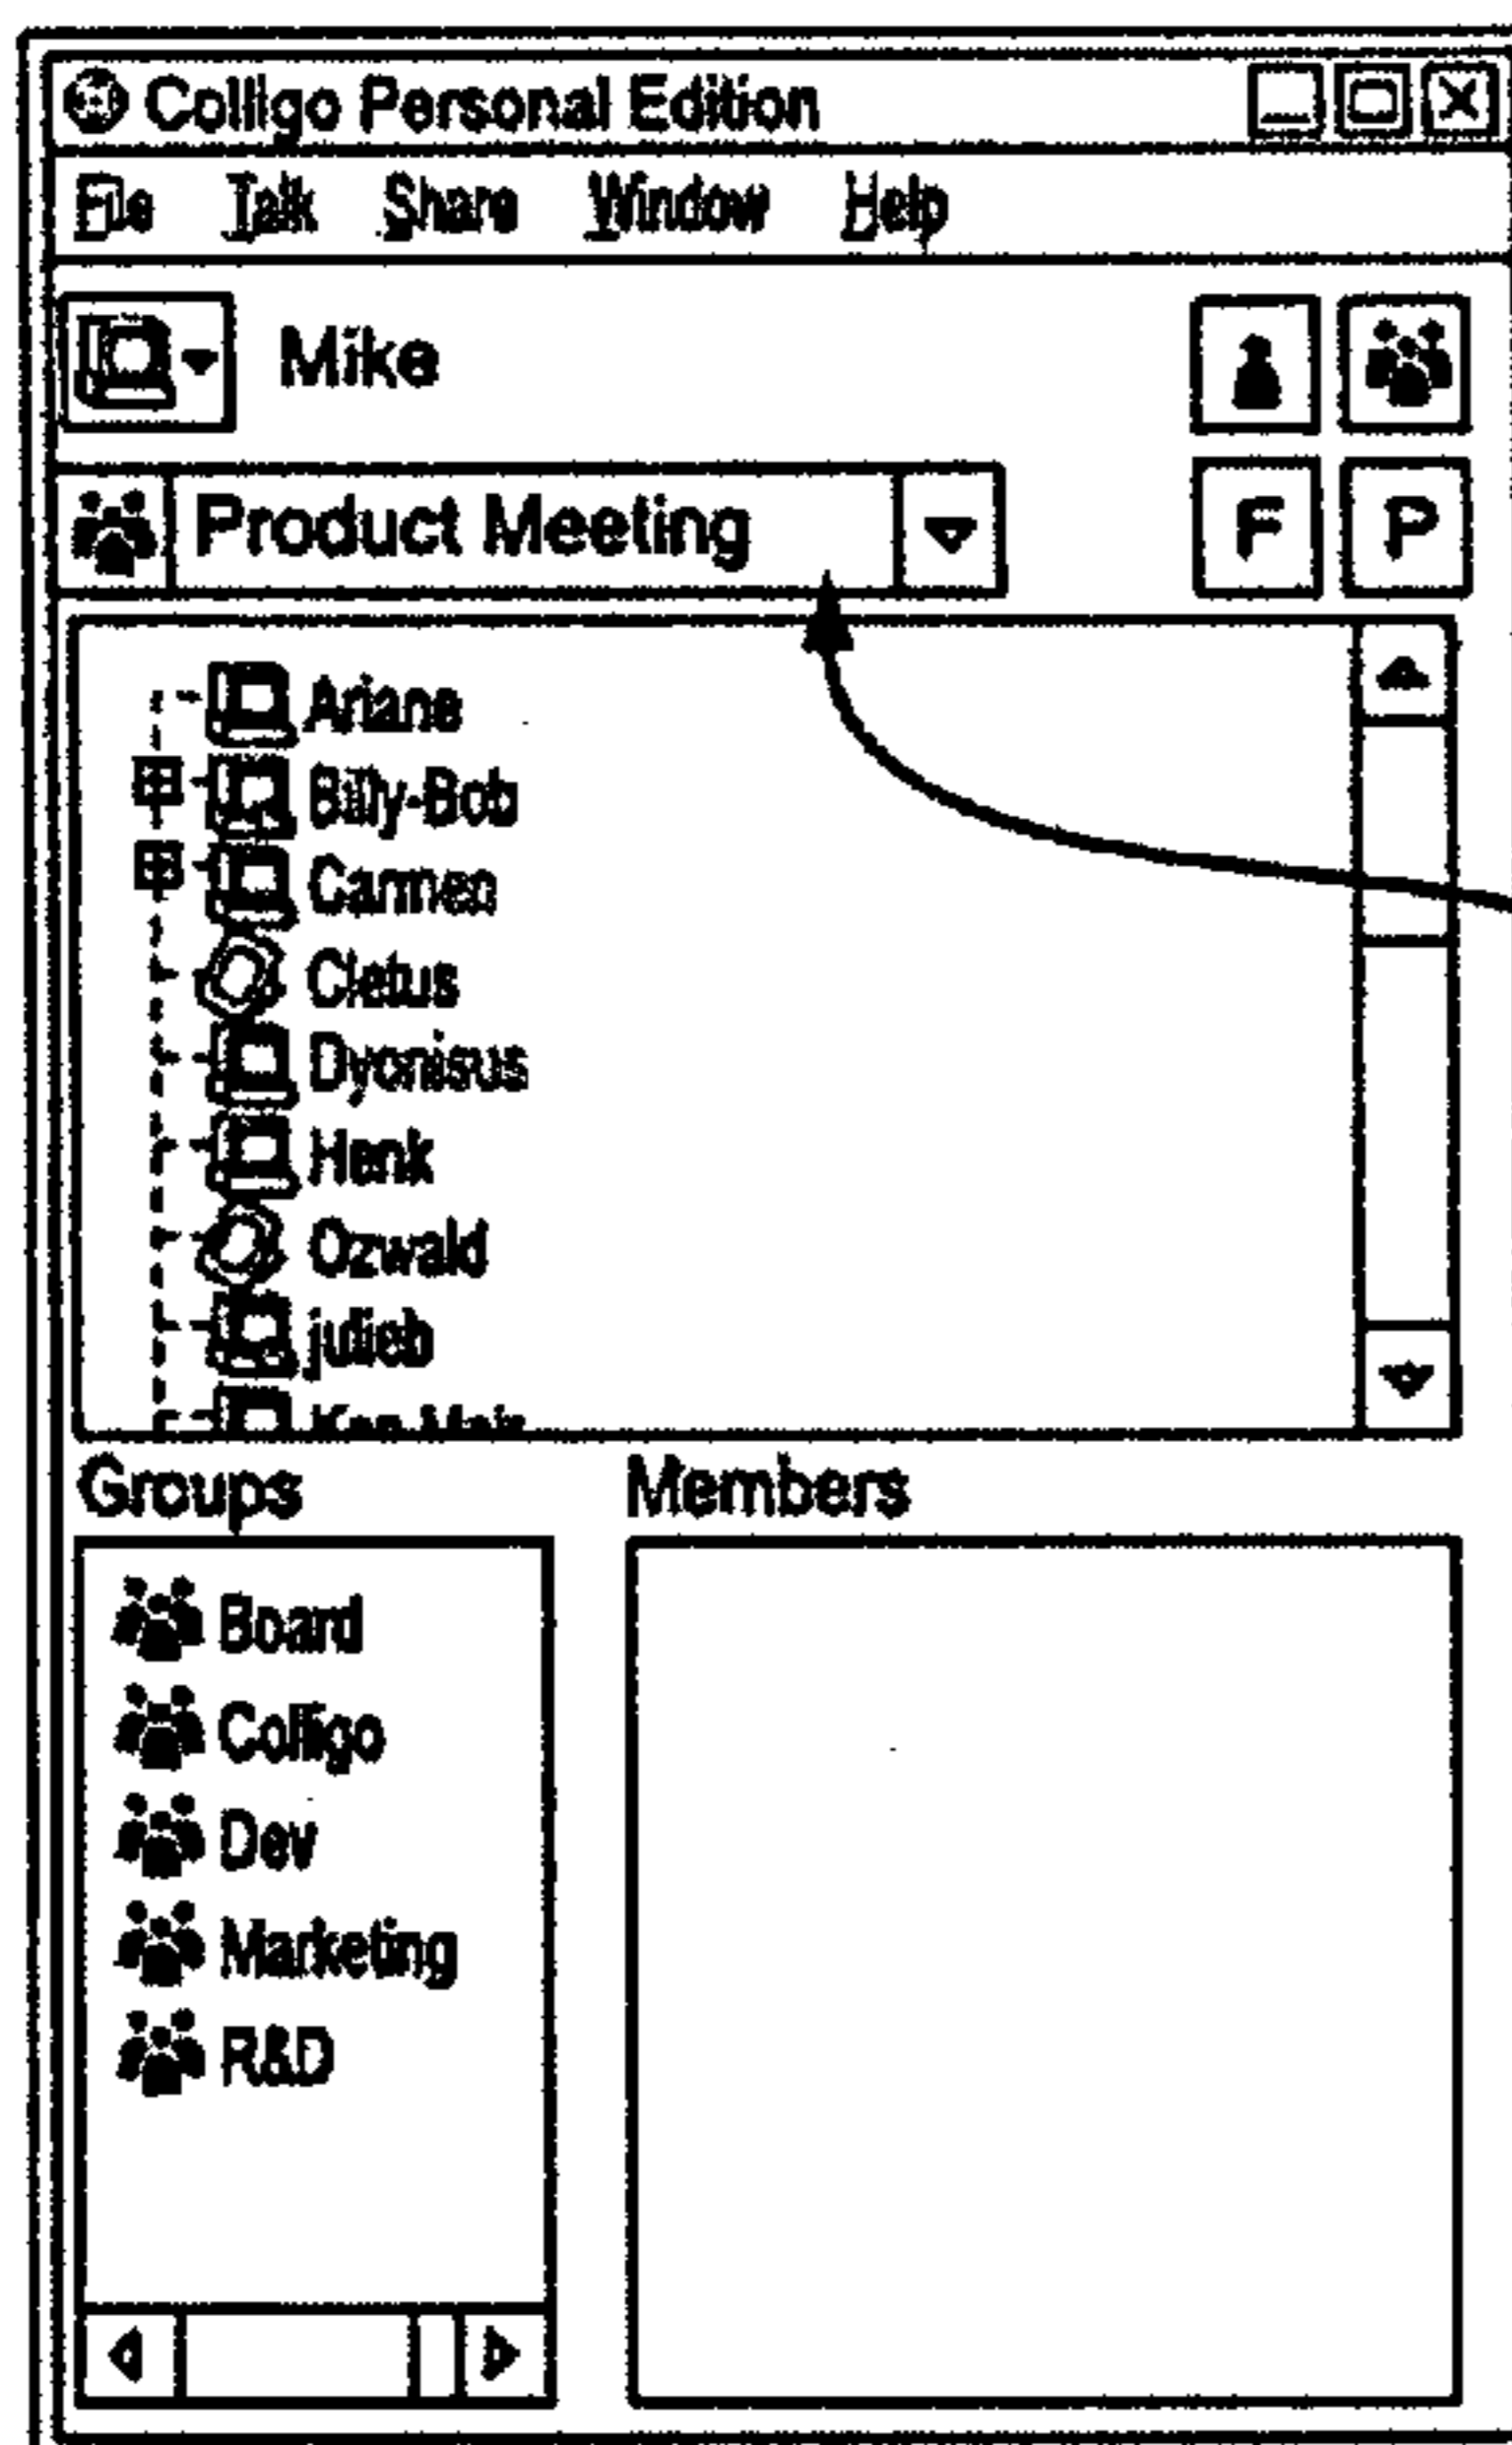 Colligo Personal Edition
File Talk Share Window Help
Mike
Product Meeting F P
Ariane
Billy-Bob
Carmen
Cletus
Dyonisus
Henk
Ozwald
julieb
Groups Members
Board
Colligo
Dev
Marketing
R&D